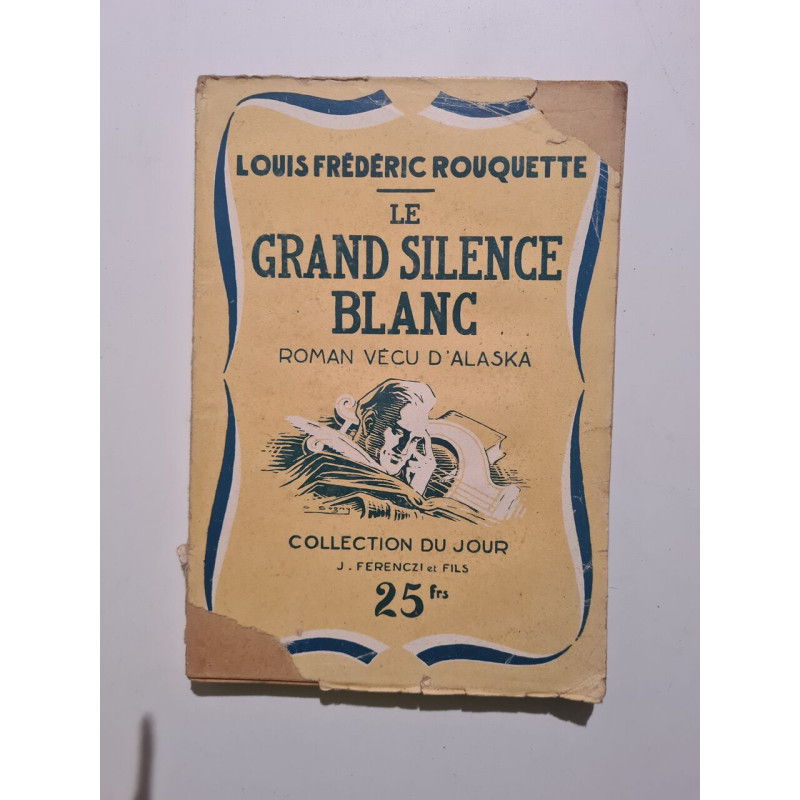 LOUIS FRÉDÉRIC ROUQUETTE
LE
GRAND SILENCE
BLANC
ROMAN VÉCU D'ALASKA
COLLECTION DU JOUR
J. FERENCZI et FILS
25 frs